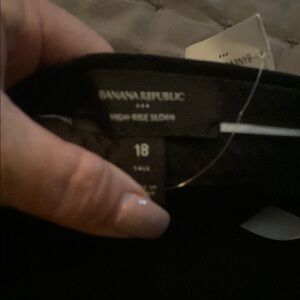 BANANA REPUBLIC
HIGH-RISE SLOAN
18
TALL